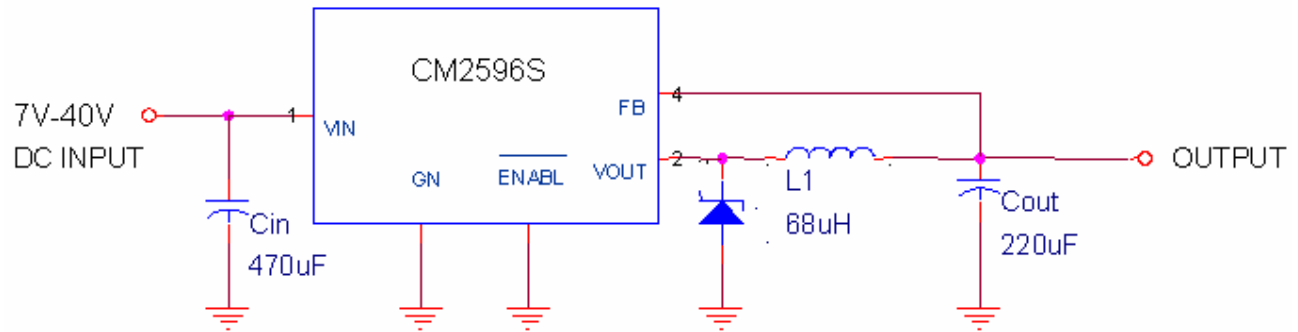 CM2596S
7V-40V
DC INPUT
1
VIN
FB
4
GN
ENABL
VOUT
2
OUTPUT
L1
68uH
Cin
470uF
Cout
220uF